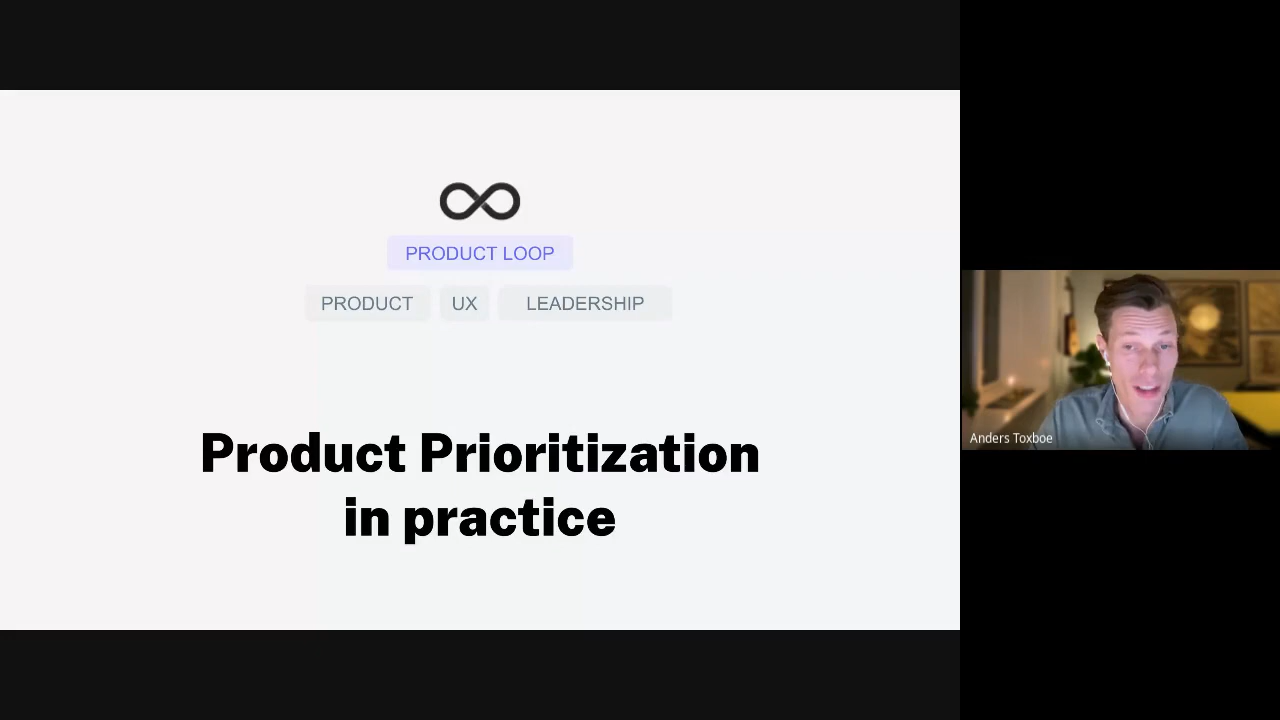 PRODUCT LOOP
PRODUCT UX LEADERSHIP
Product Prioritization
in practice
Anders Toxboe